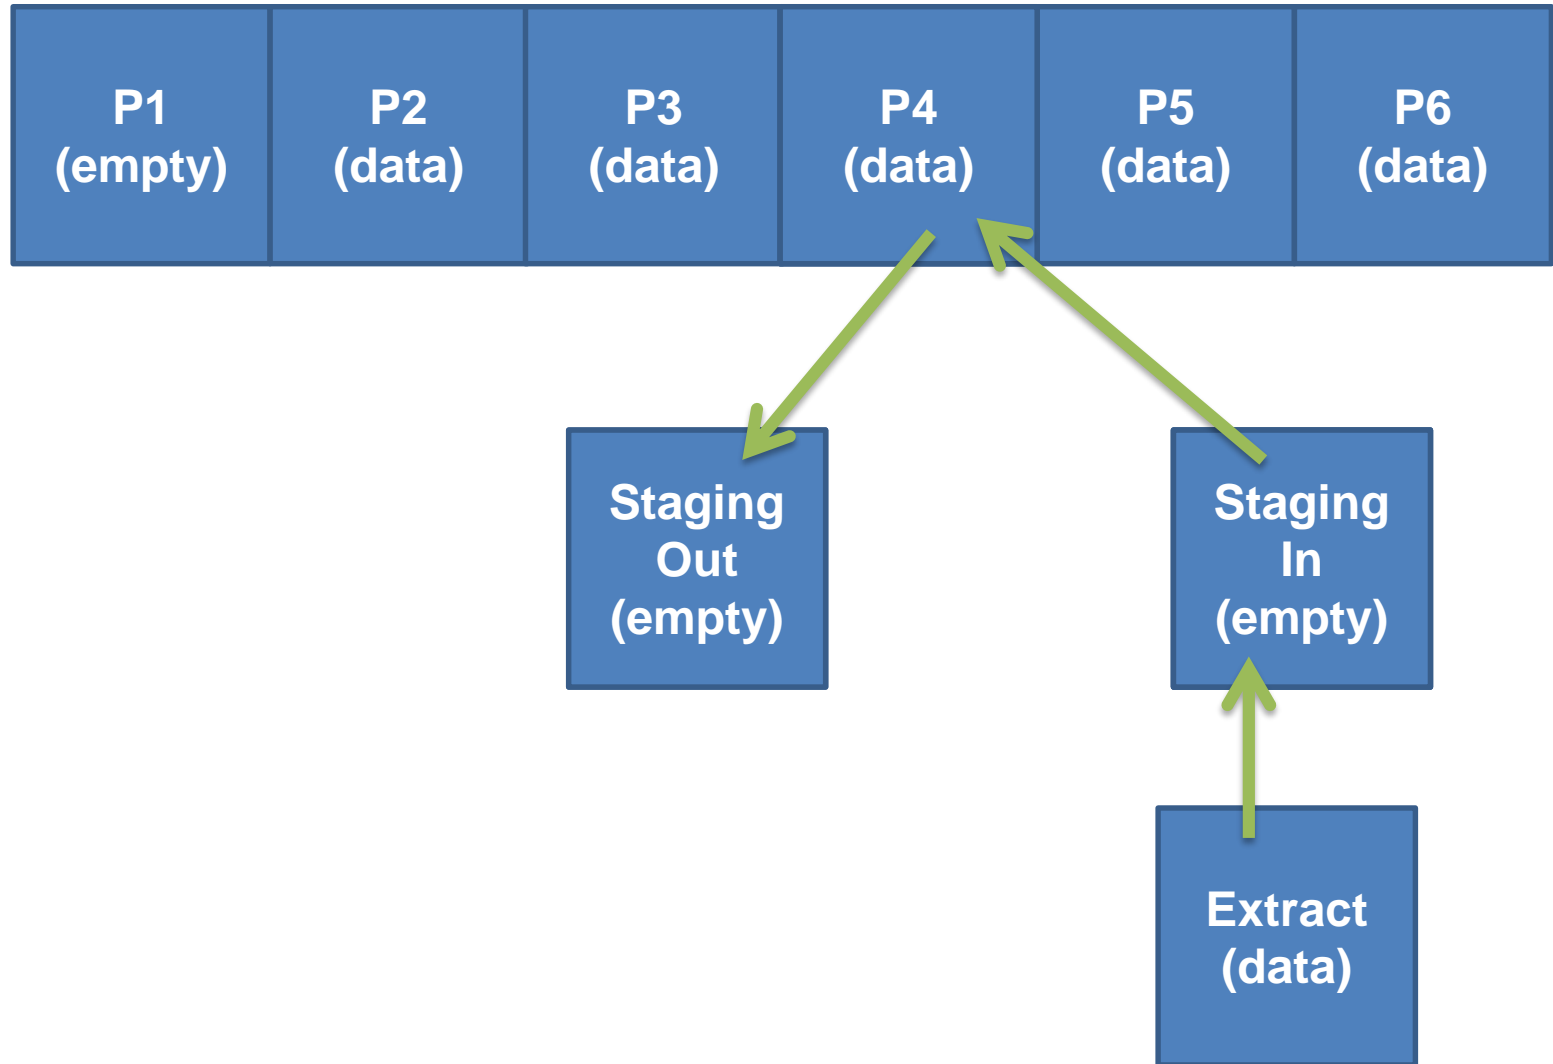 P1
(empty)
P2
(data)
P3
(data)
P4
(data)
P5
(data)
P6
(data)
Staging
Out
(empty)
Staging
In
(empty)
Extract
(data)